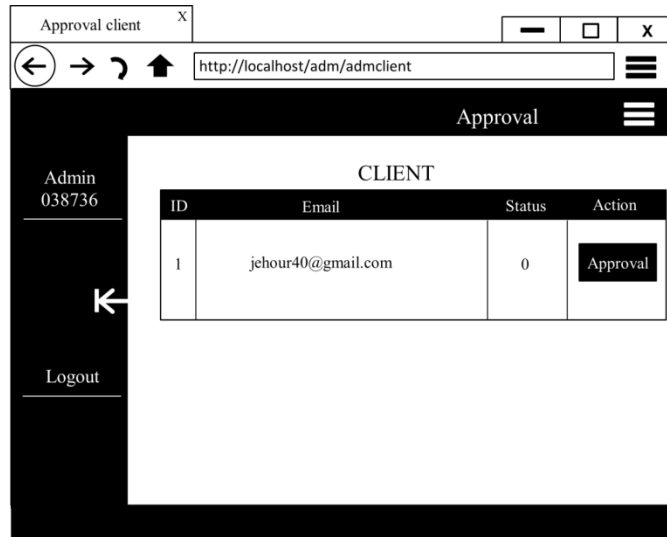 Approval client X
X
http://localhost/adm/admclient
Approval
Admin
038736
CLIENT
ID Email Status Action
1 jehour40@gmail.com 0 Approval
Logout